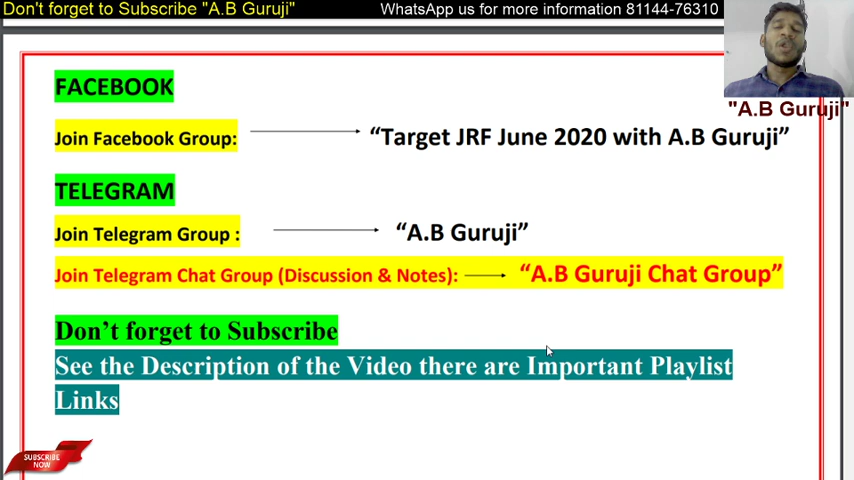 Don't forget to Subscribe "A.B Guruji" WhatsApp us for more information 81144-76310
"A.B Guruji"
FACEBOOK
Join Facebook Group: “Target JRF June 2020 with A.B Guruji”
TELEGRAM
Join Telegram Group : “A.B Guruji”
Join Telegram Chat Group (Discussion & Notes): “A.B Guruji Chat Group”
Don’t forget to Subscribe
See the Description of the Video there are Important Playlist
Links
SUBSCRIBE
NOW